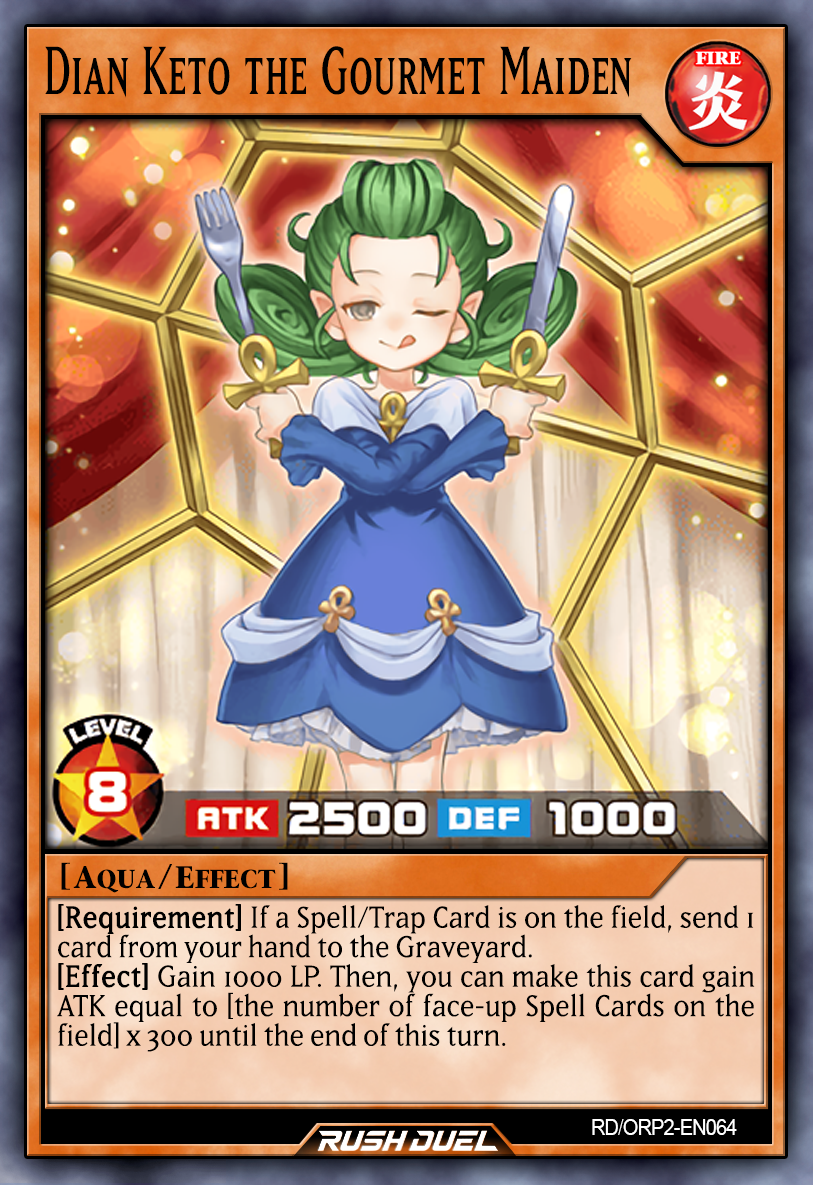 Dian Keto the Gourmet Maiden
FIRE
炎
LEVEL
8
ATK 2500 DEF 1000
[Aqua/Effect]
[Requirement] If a Spell/Trap Card is on the field, send 1
card from your hand to the Graveyard.
[Effect] Gain 1000 LP. Then, you can make this card gain
ATK equal to [the number of face-up Spell Cards on the
field] x 300 until the end of this turn.
RD/ORP2-EN064
RUSH DUEL